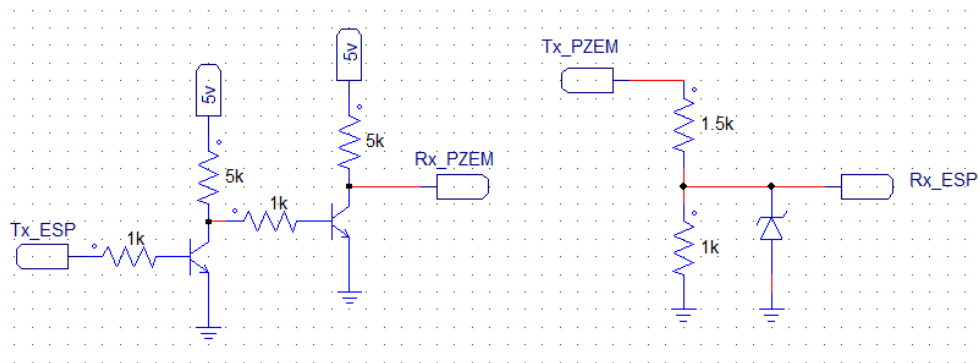 Tx_PZEM
5v
5v
1.5k
5k
Rx_PZEM
Rx_ESP
5k
1k
Tx_ESP
1k
1k